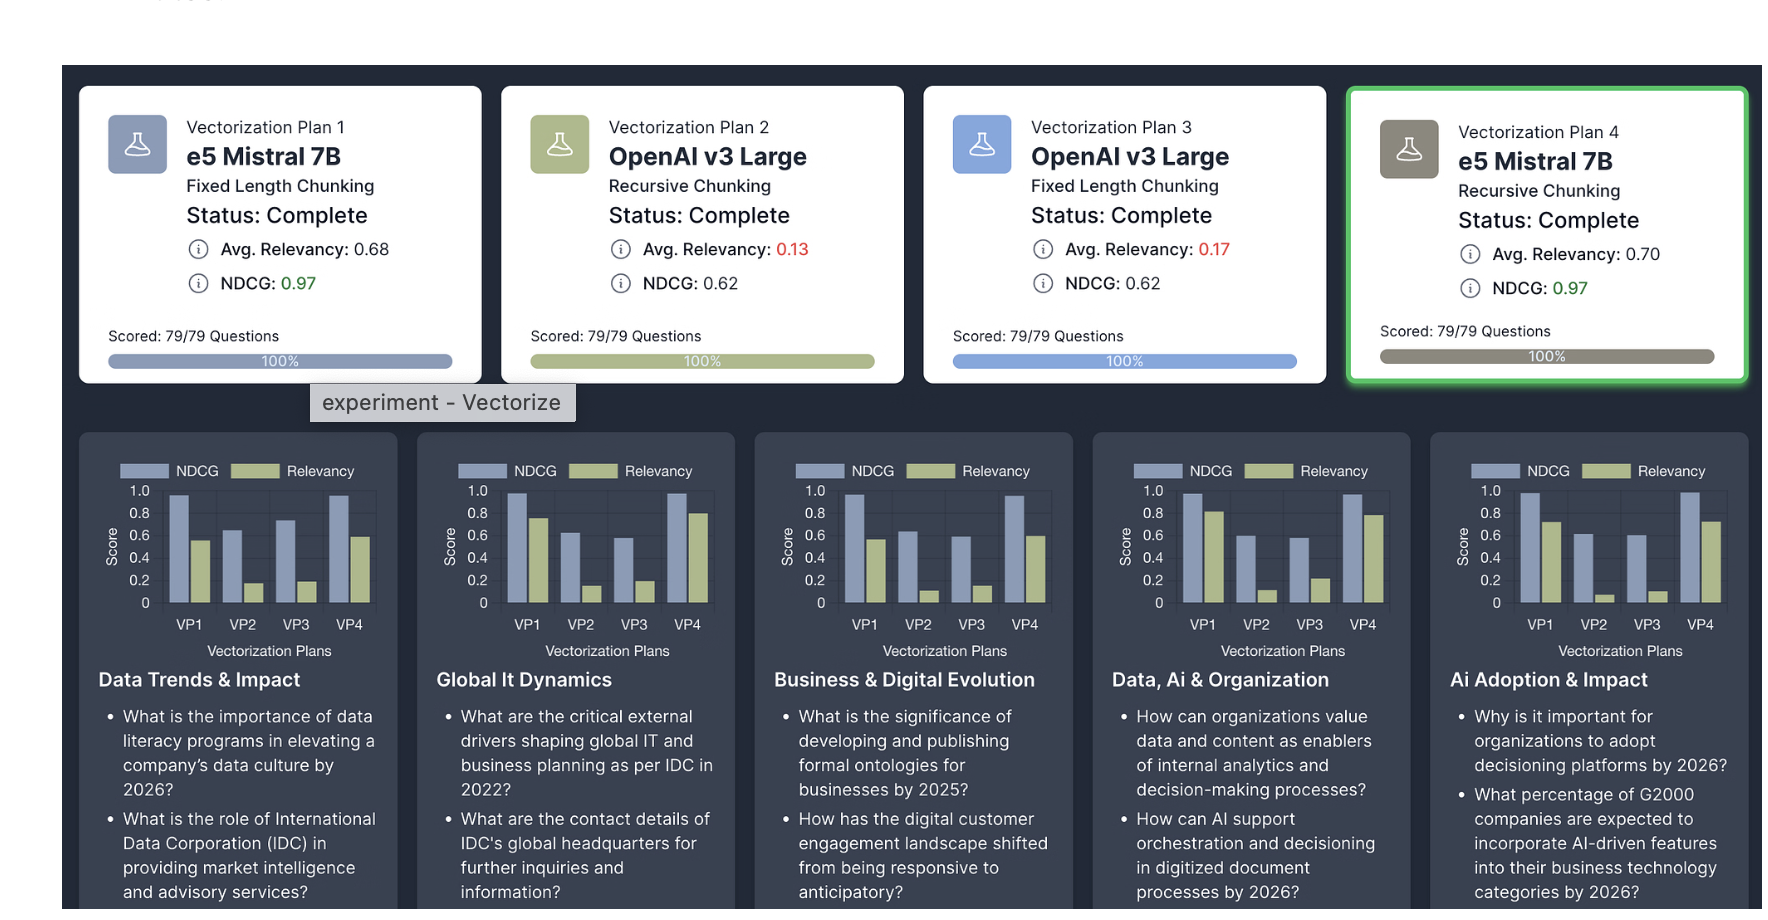 Vectorization Plan 1
e5 Mistral 7B
Fixed Length Chunking
Status: Complete
Avg. Relevancy: 0.68
NDCG: 0.97
Scored: 79/79 Questions
100%
Vectorization Plan 2
OpenAI v3 Large
Recursive Chunking
Status: Complete
Avg. Relevancy: 0.13
NDCG: 0.62
Scored: 79/79 Questions
100%
Vectorization Plan 3
OpenAI v3 Large
Fixed Length Chunking
Status: Complete
Avg. Relevancy: 0.17
NDCG: 0.62
Scored: 79/79 Questions
100%
Vectorization Plan 4
e5 Mistral 7B
Recursive Chunking
Status: Complete
Avg. Relevancy: 0.70
NDCG: 0.97
Scored: 79/79 Questions
100%
experiment - Vectorize
NDCG Relevancy
1.0
0.8
0.6
0.4
0.2
0
Score
VP1 VP2 VP3 VP4
Vectorization Plans
Data Trends & Impact
• What is the importance of data
literacy programs in elevating a
company's data culture by
2026?
• What is the role of International
Data Corporation (IDC) in
providing market intelligence
and advisory services?
NDCG Relevancy
1.0
0.8
0.6
0.4
0.2
0
Score
VP1 VP2 VP3 VP4
Vectorization Plans
Global It Dynamics
• What are the critical external
drivers shaping global IT and
business planning as per IDC in
2022?
• What are the contact details of
IDC's global headquarters for
further inquiries and
information?
NDCG Relevancy
1.0
0.8
0.6
0.4
0.2
0
Score
VP1 VP2 VP3 VP4
Vectorization Plans
Business & Digital Evolution
• What is the significance of
developing and publishing
formal ontologies for
businesses by 2025?
• How has the digital customer
engagement landscape shifted
from being responsive to
anticipatory?
NDCG Relevancy
1.0
0.8
0.6
0.4
0.2
0
Score
VP1 VP2 VP3 VP4
Vectorization Plans
Data, Ai & Organization
• How can organizations value
data and content as enablers
of internal analytics and
decision-making processes?
• How can AI support
orchestration and decisioning
in digitized document
processes by 2026?
NDCG Relevancy
1.0
0.8
0.6
0.4
0.2
0
Score
VP1 VP2 VP3 VP4
Vectorization Plans
Ai Adoption & Impact
• Why is it important for
organizations to adopt
decisioning platforms by 2026?
• What percentage of G2000
companies are expected to
incorporate AI-driven features
into their business technology
categories by 2026?